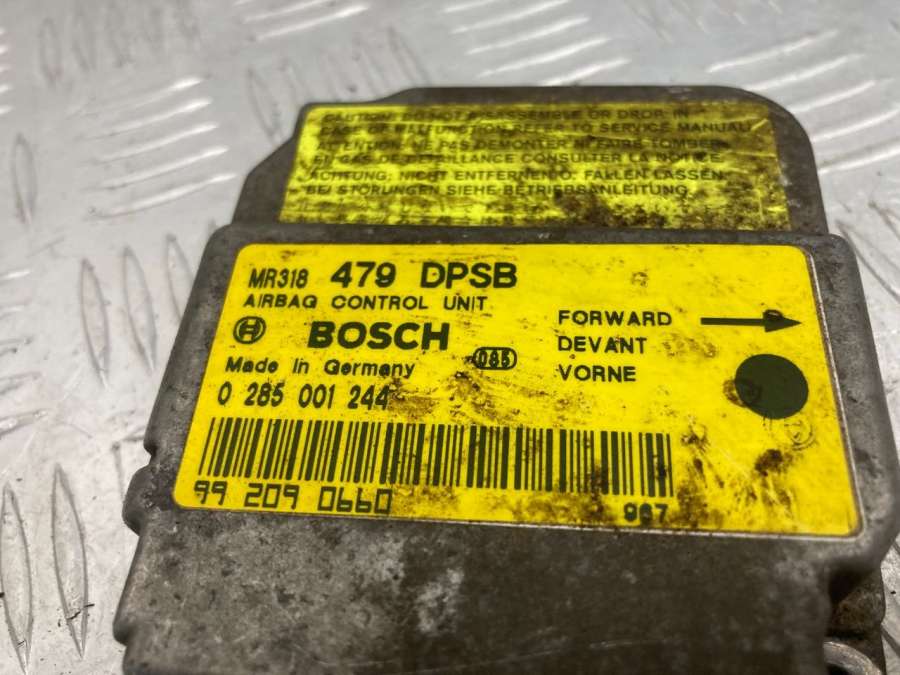 CAUTION: DO NOT DISASSEMBLE OR DROP. IN
CASE OF MALFUNCTION REFER TO SERVICE MANUAL!
ATTENTION: NE PAS DEMONTER NI FAIRE TOMBER
EN CAS DE DEFAILLANCE CONSULTER LA NOTICE
ACHTUNG: NICHT ENTFERNEN O. FALLEN LASSEN.
BEI STÖRUNGEN SIEHE BETRIEBSANLEITUNG.
MR318 479 DPSB
AIRBAG CONTROL UNIT
BOSCH
085
Made in Germany
0 285 001 244
FORWARD
DEVANT
VORNE
99 209 0660
967